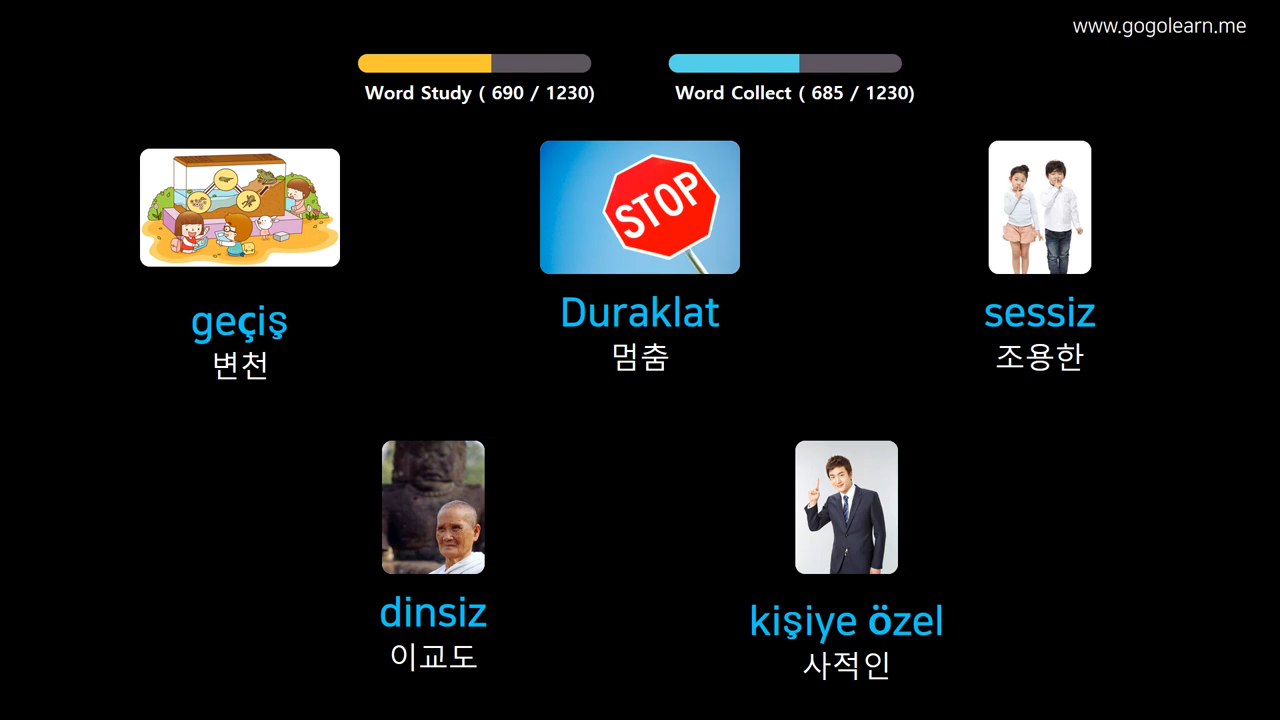 www.gogolearn.me
Word Study ( 690 / 1230)
Word Collect ( 685 / 1230)
STOP
geçiş
변천
Duraklat
멈춤
sessiz
조용한
dinsiz
이교도
kişiye özel
사적인